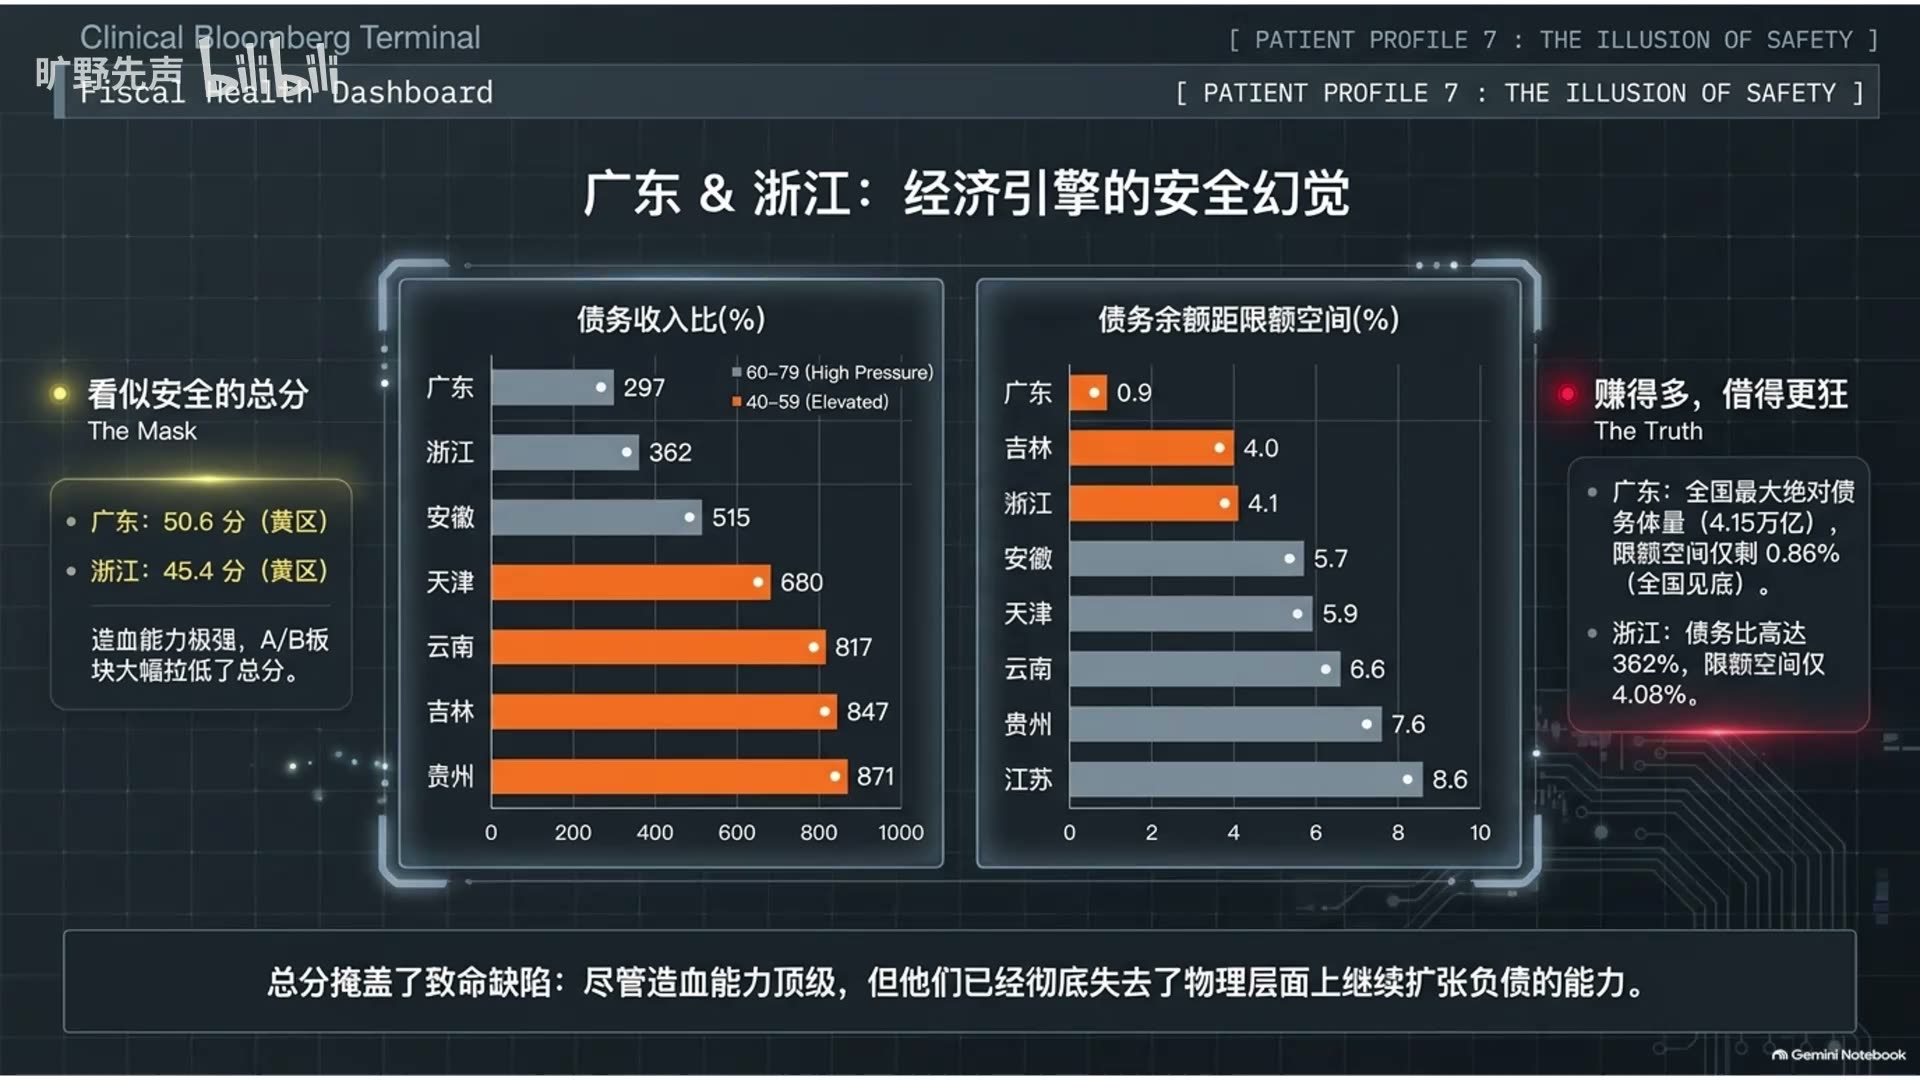 Clinical Bloomberg Terminal
[ PATIENT PROFILE 7 : THE ILLUSION OF SAFETY ]
旷野先声 bilibili
Fiscal Health Dashboard
[ PATIENT PROFILE 7 : THE ILLUSION OF SAFETY ]
广东 & 浙江：经济引擎的安全幻觉
看似安全的总分
The Mask
广东：50.6 分（黄区）
浙江：45.4 分（黄区）
造血能力极强，A/B板
块大幅拉低了总分。
债务收入比(%)
60–79 (High Pressure)
40–59 (Elevated)
广东 297
浙江 362
安徽 515
天津 680
云南 817
吉林 847
贵州 871
0 200 400 600 800 1000
债务余额距限额空间(%)
广东 0.9
吉林 4.0
浙江 4.1
安徽 5.7
天津 5.9
云南 6.6
贵州 7.6
江苏 8.6
0 2 4 6 8 10
赚得多，借得更狂
The Truth
广东：全国最大绝对债
务体量（4.15万亿），
限额空间仅剩 0.86%
（全国见底）。
浙江：债务比高达
362%，限额空间仅
4.08%。
总分掩盖了致命缺陷：尽管造血能力顶级，但他们已经彻底失去了物理层面上继续扩张负债的能力。
Gemini Notebook